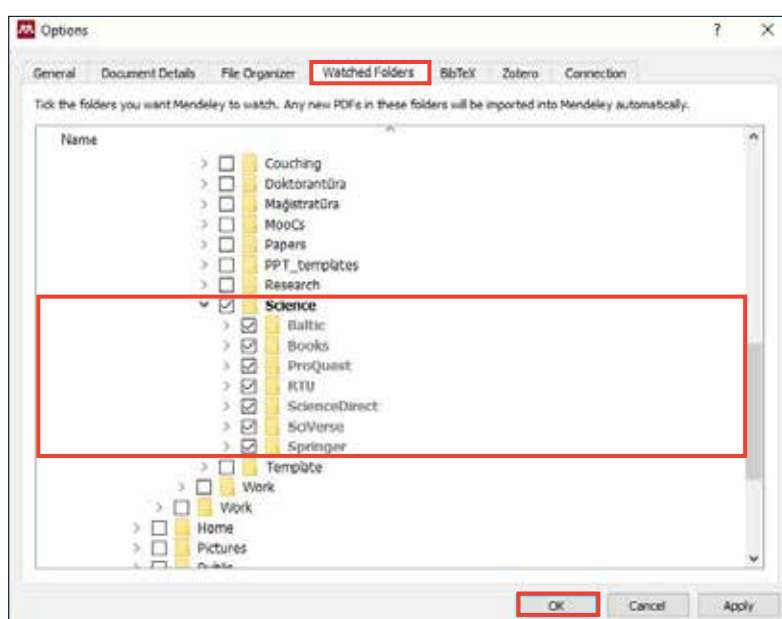 Options
General Document Details File Organizer Watched Folders BibTeX Zotero Connection
Tick the folders you want Mendeley to watch. Any new PDFs in these folders will be imported into Mendeley automatically.
Name
Couching
Doktorantūra
Maģistratūra
MooCs
Papers
PPT_templates
Research
Science
Baltic
Books
ProQuest
RTU
ScienceDirect
SciVerse
Springer
Template
Work
Work
Home
Pictures
Public
OK Cancel Apply